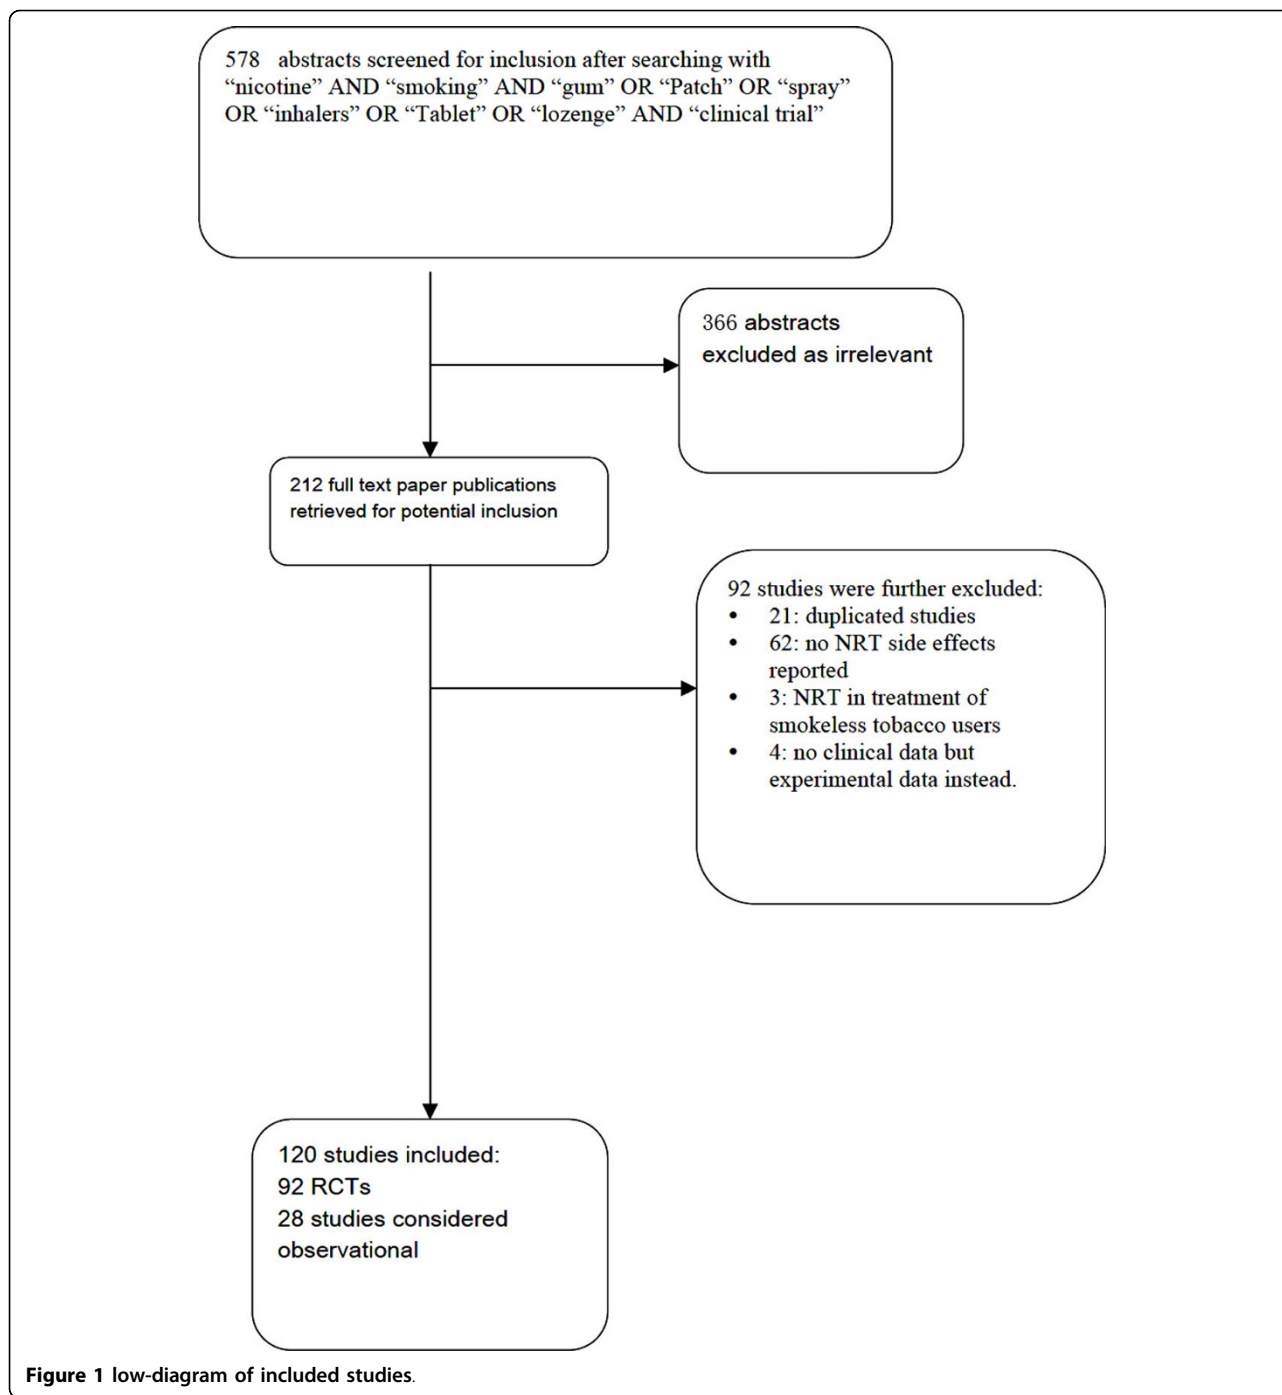 578 abstracts screened for inclusion after searching with
“nicotine” AND “smoking” AND “gum” OR “Patch” OR “spray”
OR “inhalers” OR “Tablet” OR “lozenge” AND “clinical trial”
366 abstracts
excluded as irrelevant
212 full text paper publications
retrieved for potential inclusion
92 studies were further excluded:
• 21: duplicated studies
• 62: no NRT side effects
reported
• 3: NRT in treatment of
smokeless tobacco users
• 4: no clinical data but
experimental data instead.
120 studies included:
92 RCTs
28 studies considered
observational
Figure 1 low-diagram of included studies.